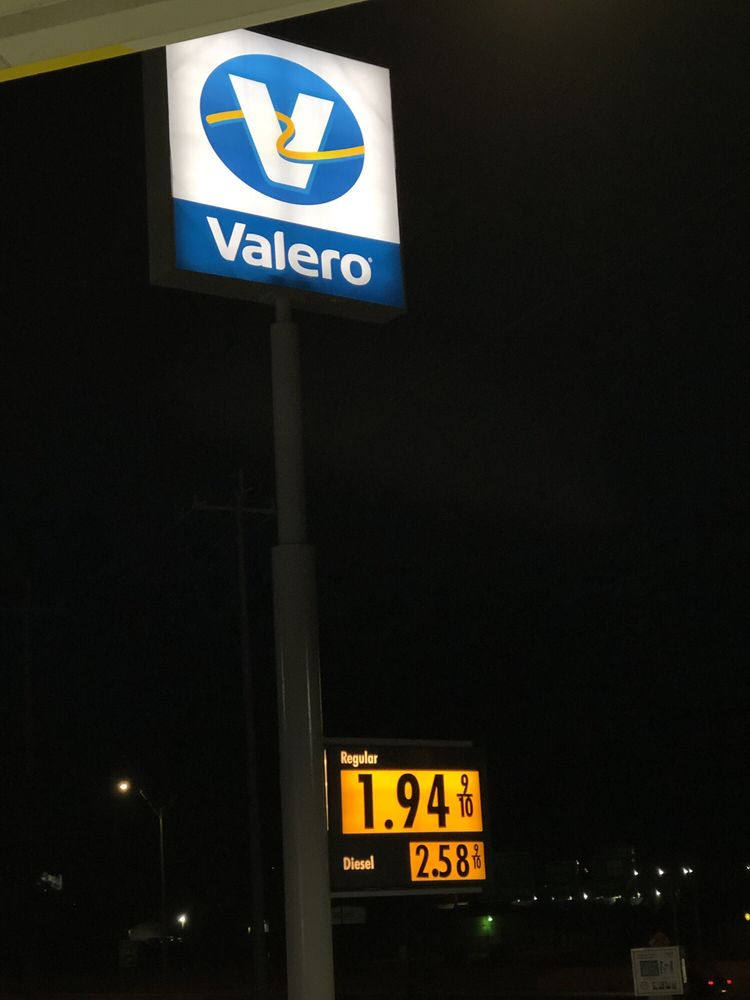 V
Valero
Regular
1.94 9/10
Diesel
2.58 9/10